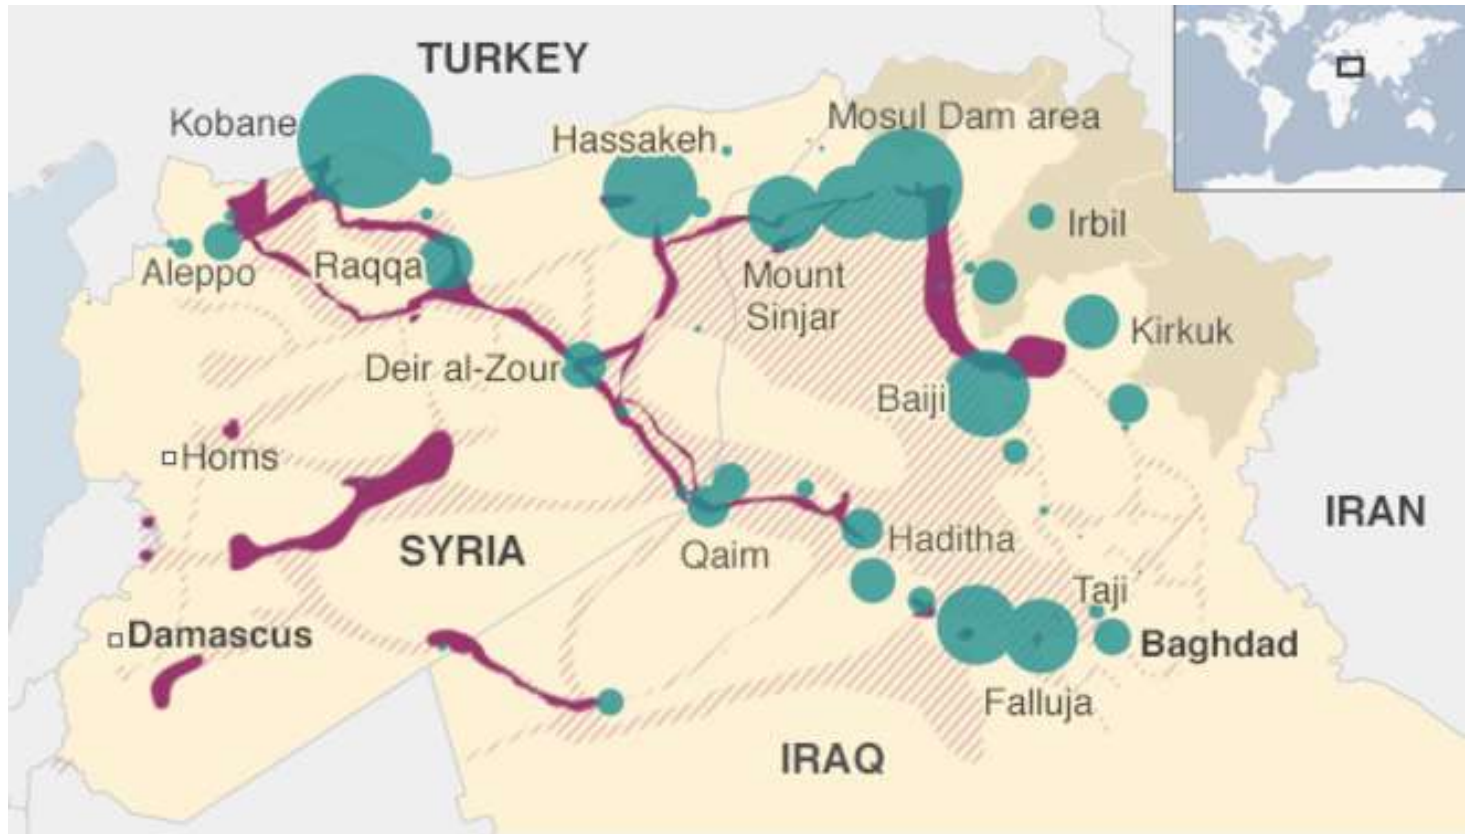 TURKEY
Kobane
Hassakeh
Mosul Dam area
Irbil
Aleppo
Raqqa
Mount
Sinjar
Kirkuk
Deir al-Zour
Baiji
Homs
SYRIA
IRAN
Qaim
Haditha
Taji
Damascus
Baghdad
Falluja
IRAQ